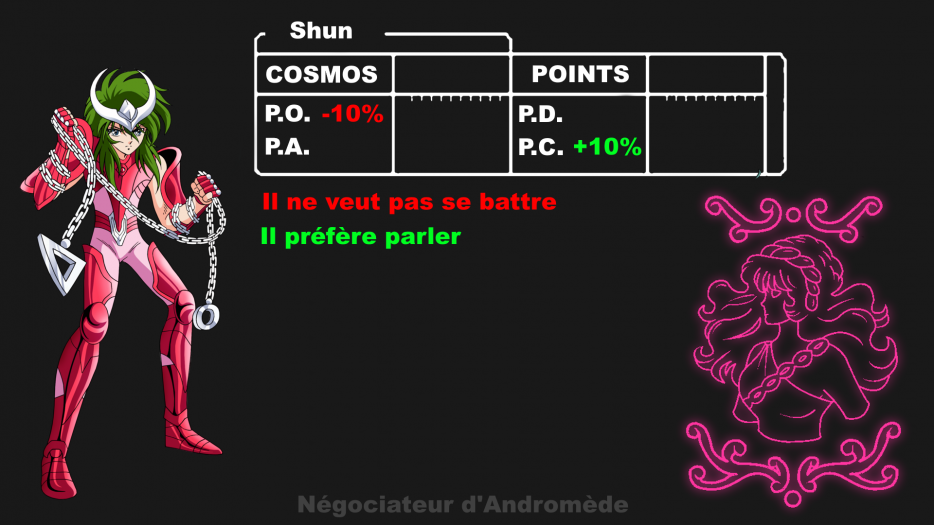 Shun
COSMOS POINTS
P.O. -10% P.D.
P.A. P.C. +10%
Il ne veut pas se battre
Il préfère parler
Négociateur d'Andromède